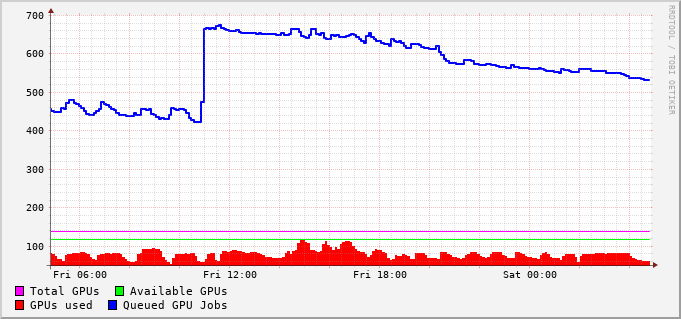 700
600
500
400
300
200
100
Fri 06:00 Fri 12:00 Fri 18:00 Sat 00:00
Total GPUs Available GPUs
GPUs used Queued GPU Jobs
RRDTOOL / TOBI OETIKER